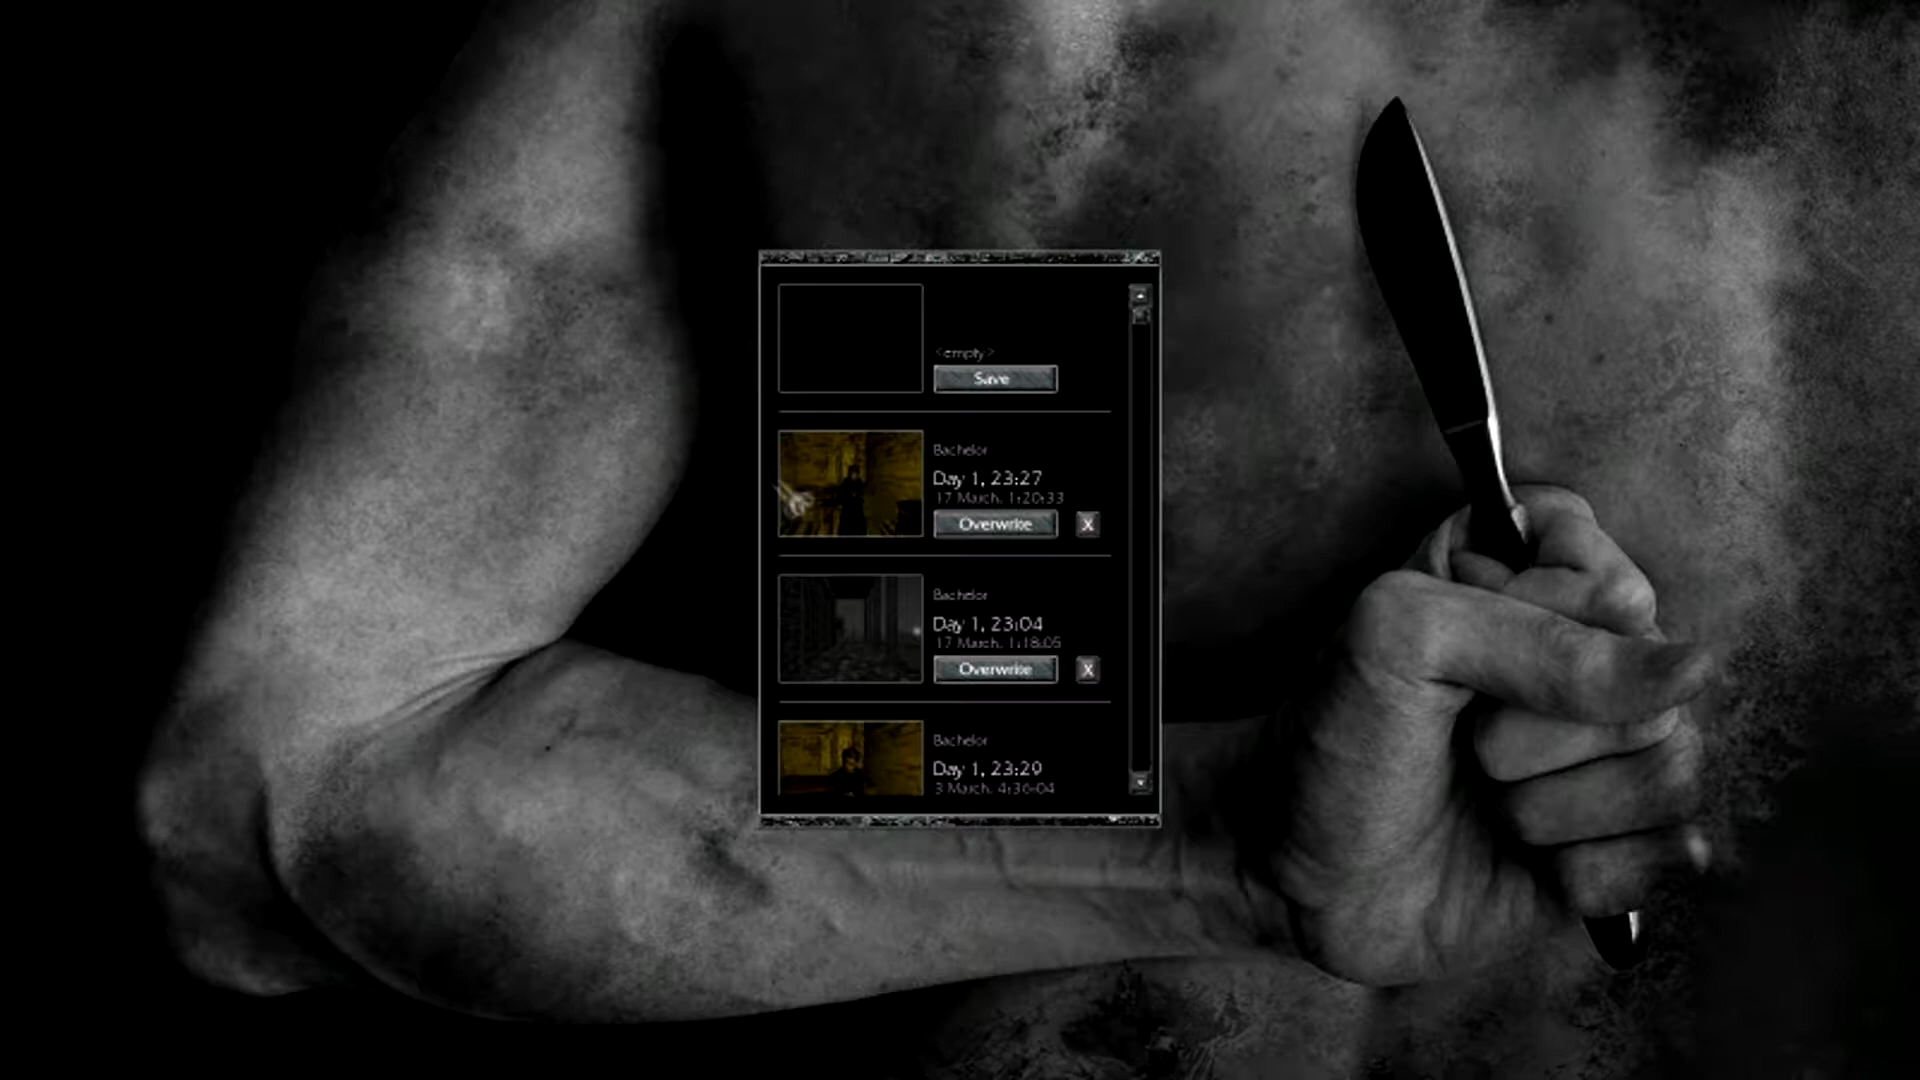 <empty>
Save
Bachelor
Day 1, 23:27
17 March, 1:20:33
Overwrite
X
Bachelor
Day 1, 23:04
17 March, 1:18:05
Overwrite
X
Bachelor
Day 1, 23:29
3 March, 4:36:04